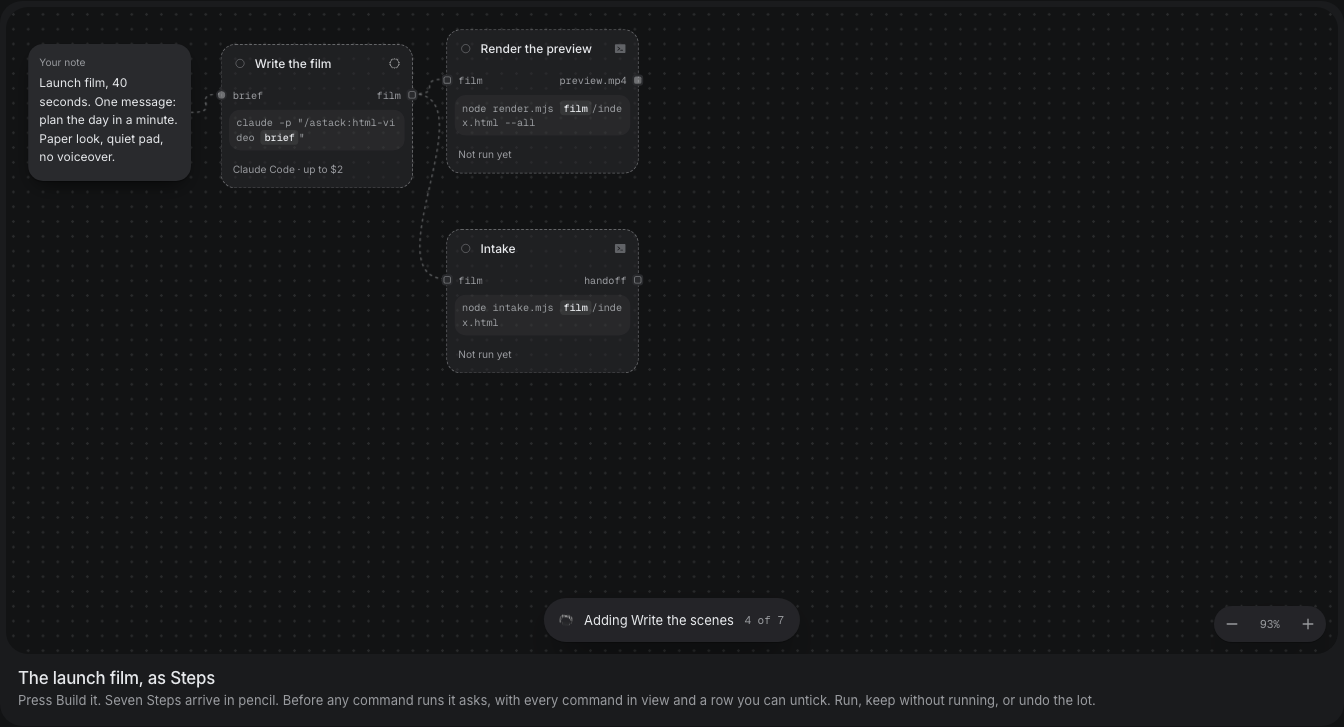 Your note
Launch film, 40
seconds. One message:
plan the day in a minute.
Paper look, quiet pad,
no voiceover.
Write the film
brief film
claude -p "/astack:html-vi
deo brief"
Claude Code · up to $2
Render the preview
film preview.mp4
node render.mjs film/inde
x.html --all
Not run yet
Intake
film handoff
node intake.mjs film/inde
x.html
Not run yet
Adding Write the scenes 4 of 7
93%
The launch film, as Steps
Press Build it. Seven Steps arrive in pencil. Before any command runs it asks, with every command in view and a row you can untick. Run, keep without running, or undo the lot.